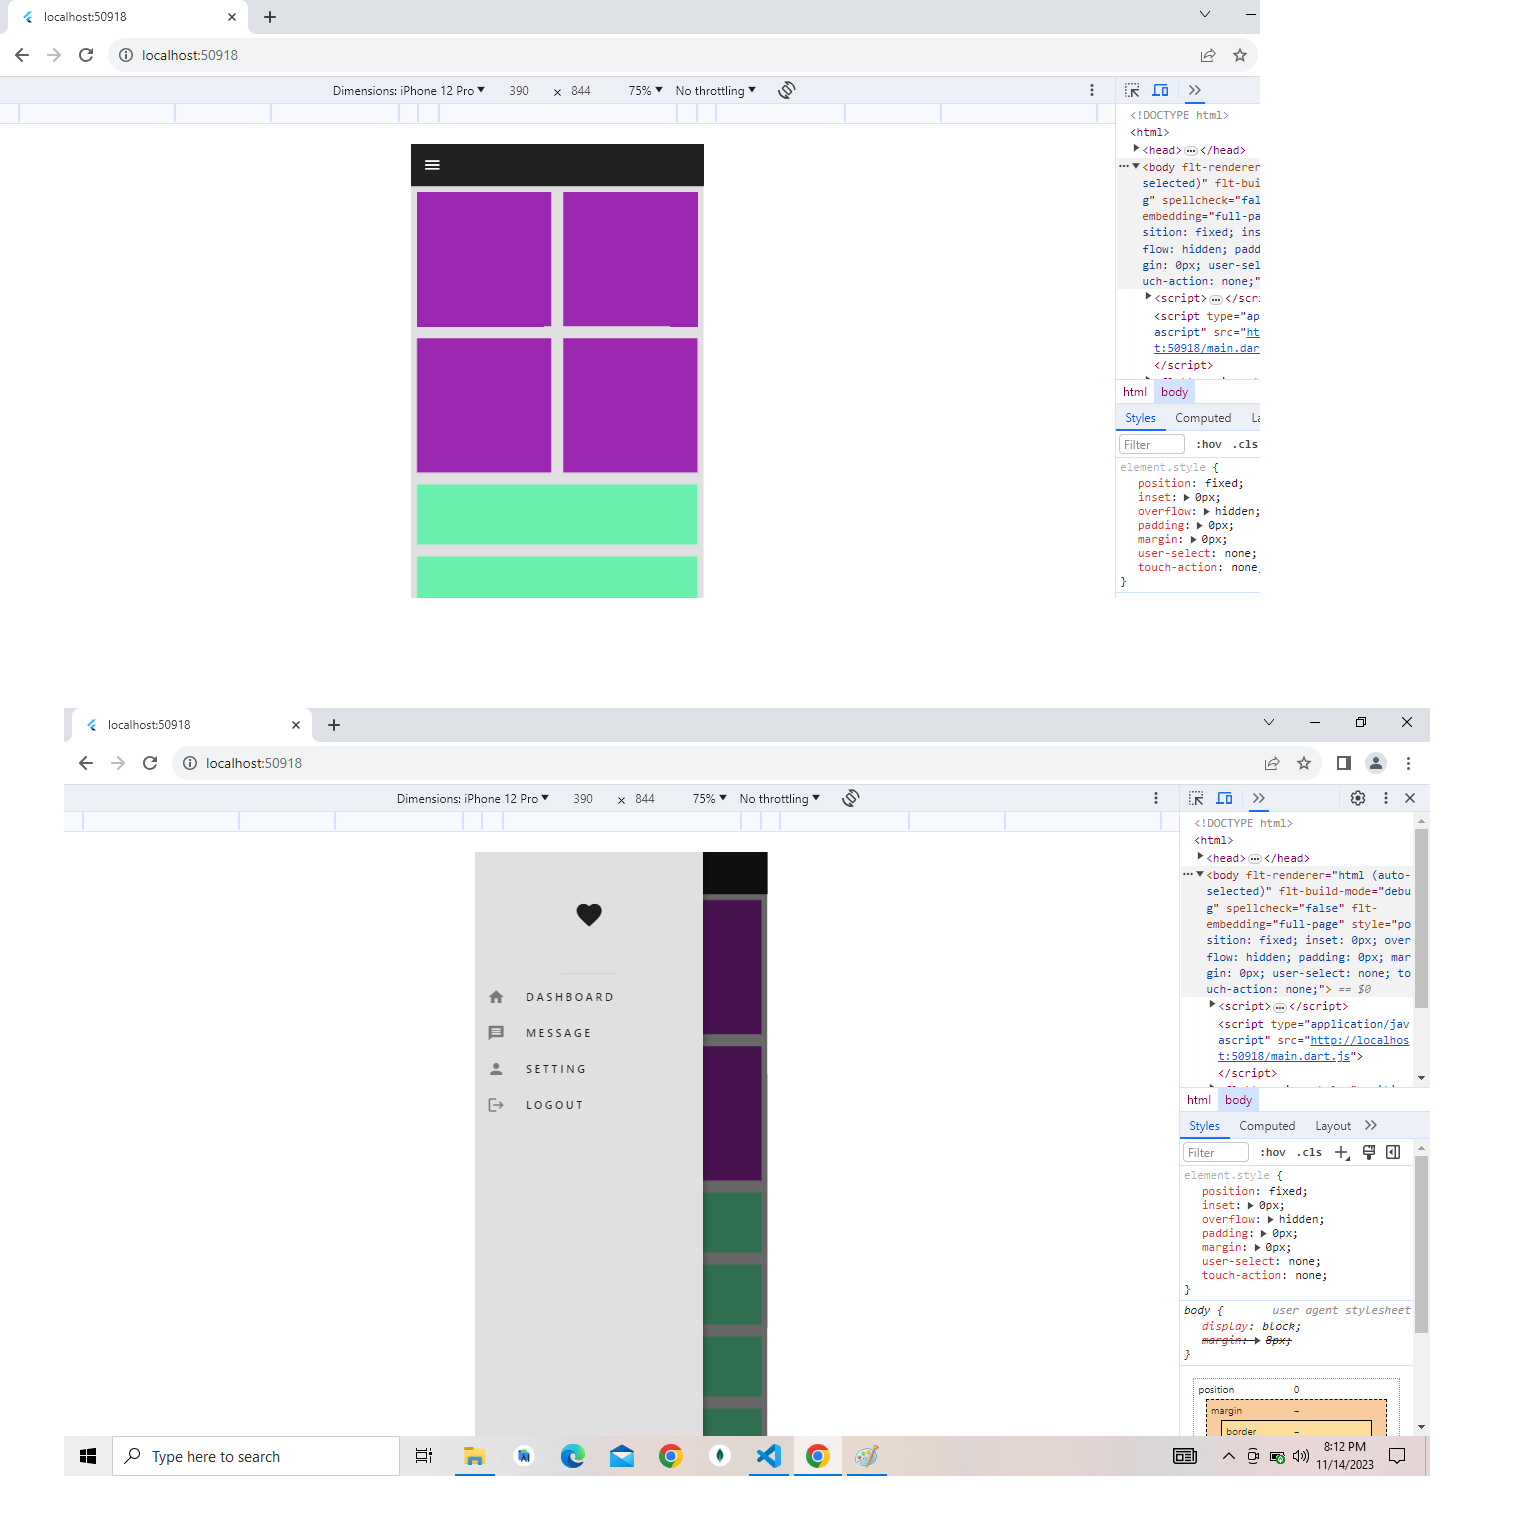 localhost:50918
localhost:50918
Dimensions: iPhone 12 Pro 390 x 844 75% No throttling
<!DOCTYPE html>
<html>
<head> ••• </head>
••• <body flt-renderer
selected)" flt-bui
g" spellcheck="fal
embedding="full-pa
sition: fixed; ins
flow: hidden; padd
gin: 0px; user-sel
uch-action: none;"
<script> ••• </scri
<script type="ap
ascript" src="ht
t:50918/main.dar
</script>
html body
Styles Computed La
Filter :hov .cls
element.style {
position: fixed;
inset: 0px;
overflow: hidden;
padding: 0px;
margin: 0px;
user-select: none;
touch-action: none;
}
localhost:50918
localhost:50918
Dimensions: iPhone 12 Pro 390 x 844 75% No throttling
DASHBOARD
MESSAGE
SETTING
LOGOUT
<!DOCTYPE html>
<html>
<head> ••• </head>
••• <body flt-renderer="html (auto-
selected)" flt-build-mode="debu
g" spellcheck="false" flt-
embedding="full-page" style="po
sition: fixed; inset: 0px; over
flow: hidden; padding: 0px; mar
gin: 0px; user-select: none; to
uch-action: none;"> == $0
<script> ••• </script>
<script type="application/jav
ascript" src="http://localhos
t:50918/main.dart.js">
</script>
html body
Styles Computed Layout
Filter :hov .cls
element.style {
position: fixed;
inset: 0px;
overflow: hidden;
padding: 0px;
margin: 0px;
user-select: none;
touch-action: none;
}
body { user agent stylesheet
display: block;
margin: 8px;
}
position 0
margin –
border –
Type here to search
8:12 PM
11/14/2023